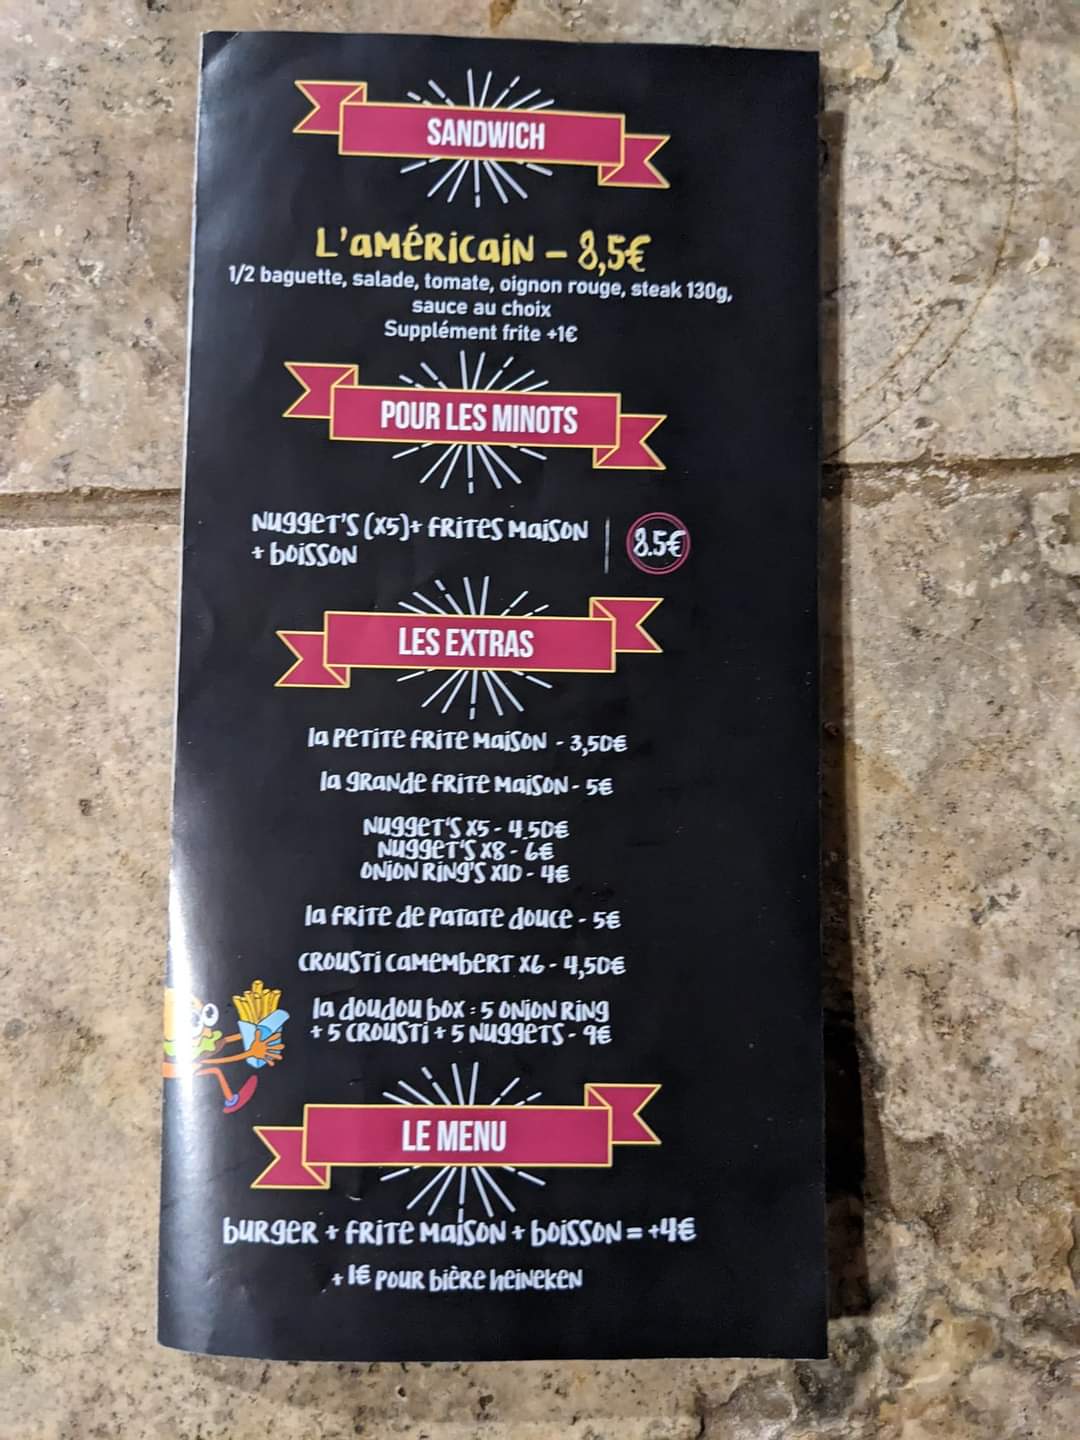 SANDWICH
L'AMÉRICAIN - 8,5€
1/2 baguette, salade, tomate, oignon rouge, steak 130g,
sauce au choix
Supplément frite +1€
POUR LES MINOTS
NUGGET'S (X5)+ FRITES MAISON
+ BOISSON
8.5€
LES EXTRAS
LA PETITE FRITE MAISON - 3,50€
LA GRANDE FRITE MAISON - 5€
NUGGET'S X5 - 4.50€
NUGGET'S X8 - 6€
ONION RING'S X10 - 4€
LA FRITE DE PATATE DOUCE - 5€
CROUSTI CAMEMBERT X6 - 4,50€
LA DOUDOU BOX : 5 ONION RING
+ 5 CROUSTI + 5 NUGGETS - 9€
LE MENU
BURGER + FRITE MAISON + BOISSON = +4€
+ 1€ POUR BIÈRE HEINEKEN